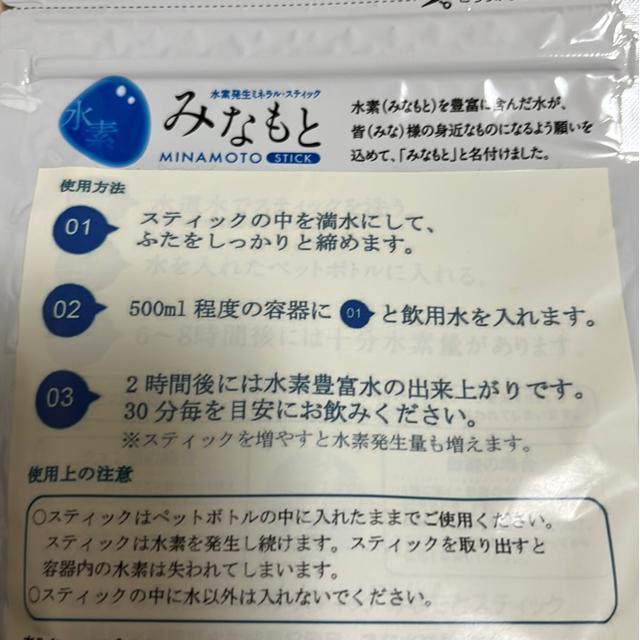 水素発生ミネラル・スティック
水素
みなもと
MINAMOTO STICK
水素(みなもと)を豊富に含んだ水が、
皆(みな)様の身近なものになるよう願いを
込めて、「みなもと」と名付けました。
使用方法
01 スティックの中を満水にして、
ふたをしっかりと締めます。
02 500ml 程度の容器に 01 と飲用水を入れます。
03 2時間後には水素豊富水の出来上がりです。
30分毎を目安にお飲みください。
※スティックを増やすと水素発生量も増えます。
使用上の注意
○スティックはペットボトルの中に入れたままでご使用ください。
スティックは水素を発生し続けます。スティックを取り出すと
容器内の水素は失われてしまいます。
○スティックの中に水以外は入れないでください。